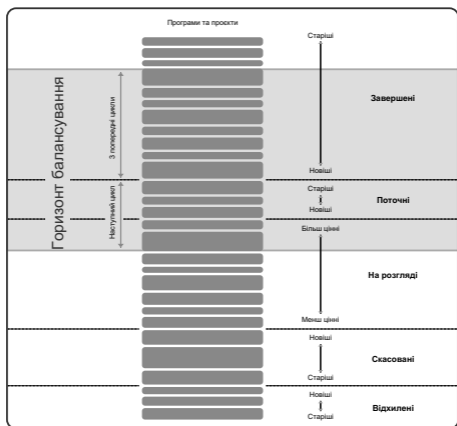 Програми та проєкти
Старіші
Горизонт балансування
3 попередні цикли
Завершені
Новіші
Наступний цикл
Старіші
Поточні
Новіші
Більш цінні
На розгляді
Менш цінні
Новіші
Скасовані
Старіші
Новіші
Відхилені
Старіші